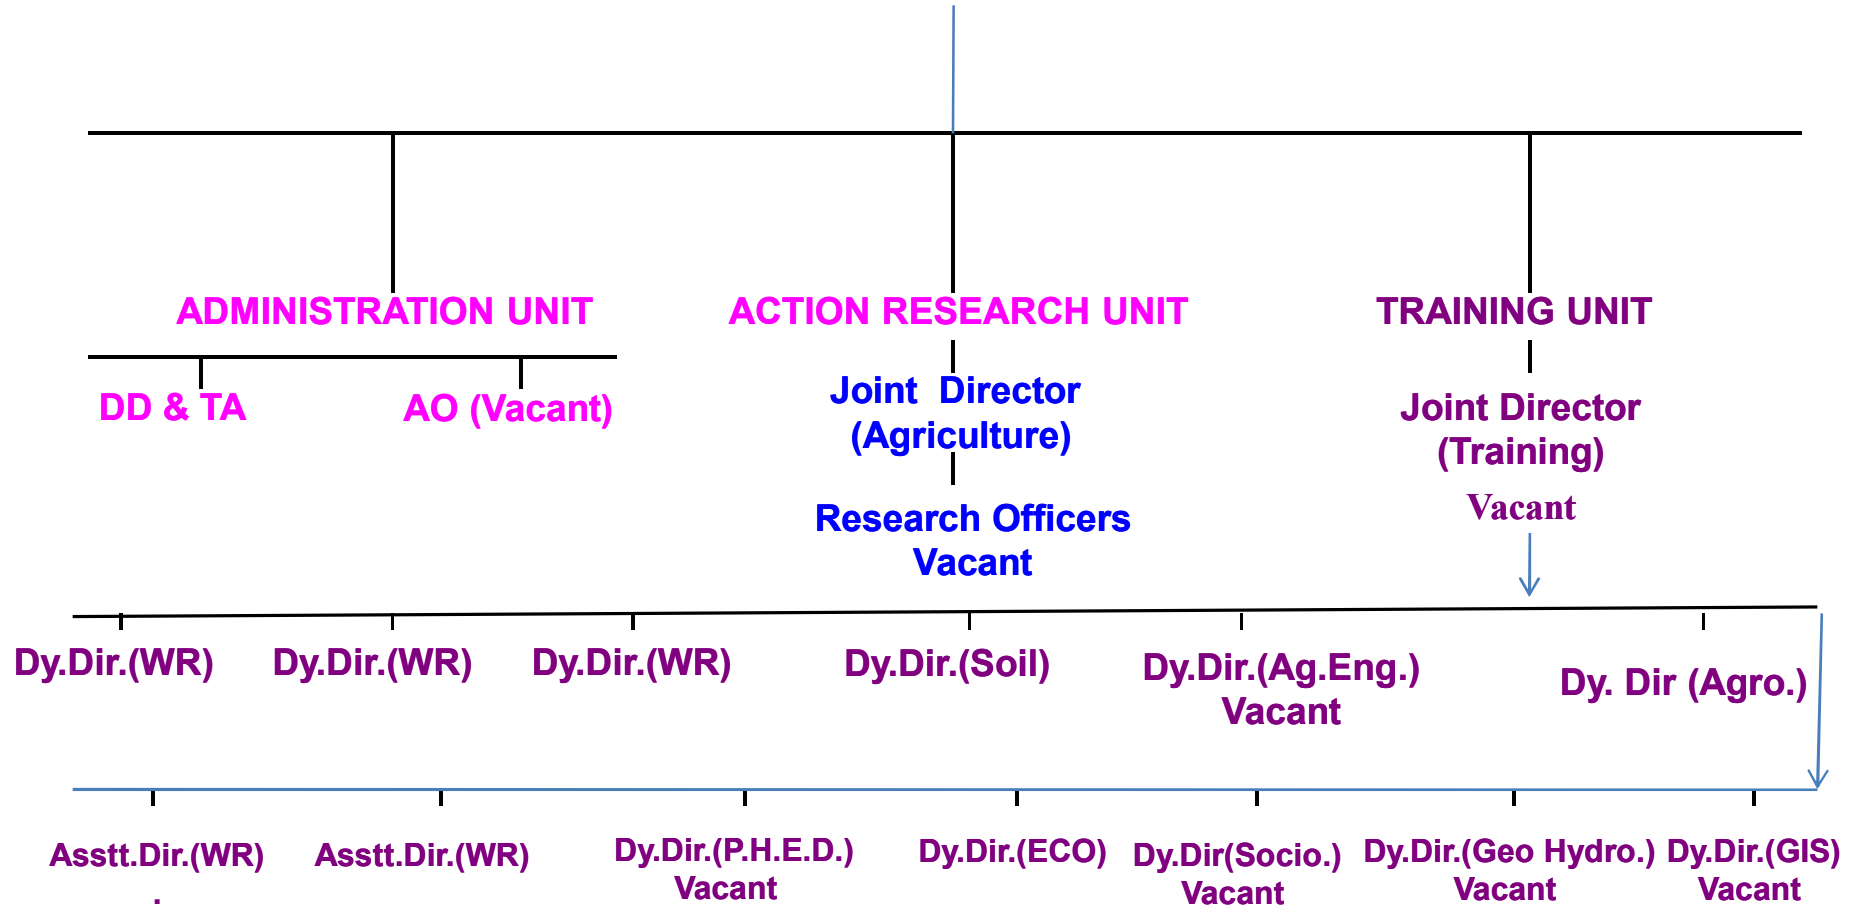 ADMINISTRATION UNIT
ACTION RESEARCH UNIT
TRAINING UNIT
DD & TA
AO (Vacant)
Joint  Director
(Agriculture)
Research Officers
Vacant
Joint Director
(Training)
Vacant
Dy.Dir.(WR)
Dy.Dir.(WR)
Dy.Dir.(WR)
Dy.Dir.(Soil)
Dy.Dir.(Ag.Eng.)
Vacant
Dy. Dir (Agro.)
Asstt.Dir.(WR)
.
Asstt.Dir.(WR)
Dy.Dir.(P.H.E.D.)
Vacant
Dy.Dir.(ECO)
Dy.Dir(Socio.)
Vacant
Dy.Dir.(Geo Hydro.)
Vacant
Dy.Dir.(GIS)
Vacant